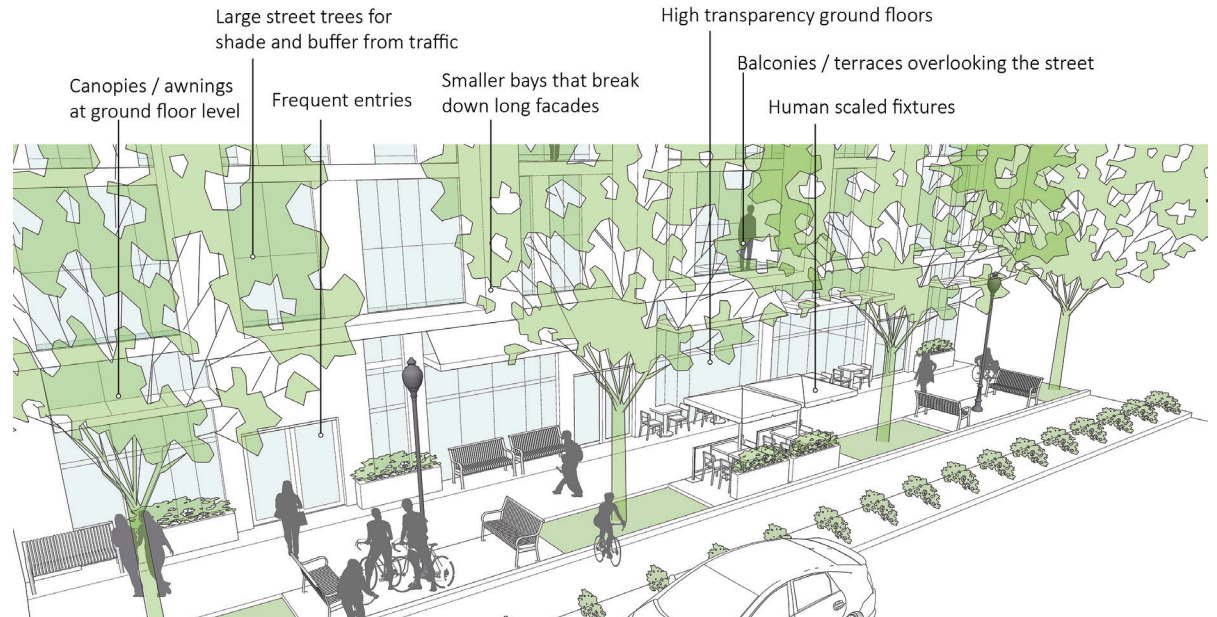 Large street trees for
shade and buffer from traffic
High transparency ground floors
Canopies / awnings
at ground floor level
Frequent entries
Smaller bays that break
down long facades
Balconies / terraces overlooking the street
Human scaled fixtures